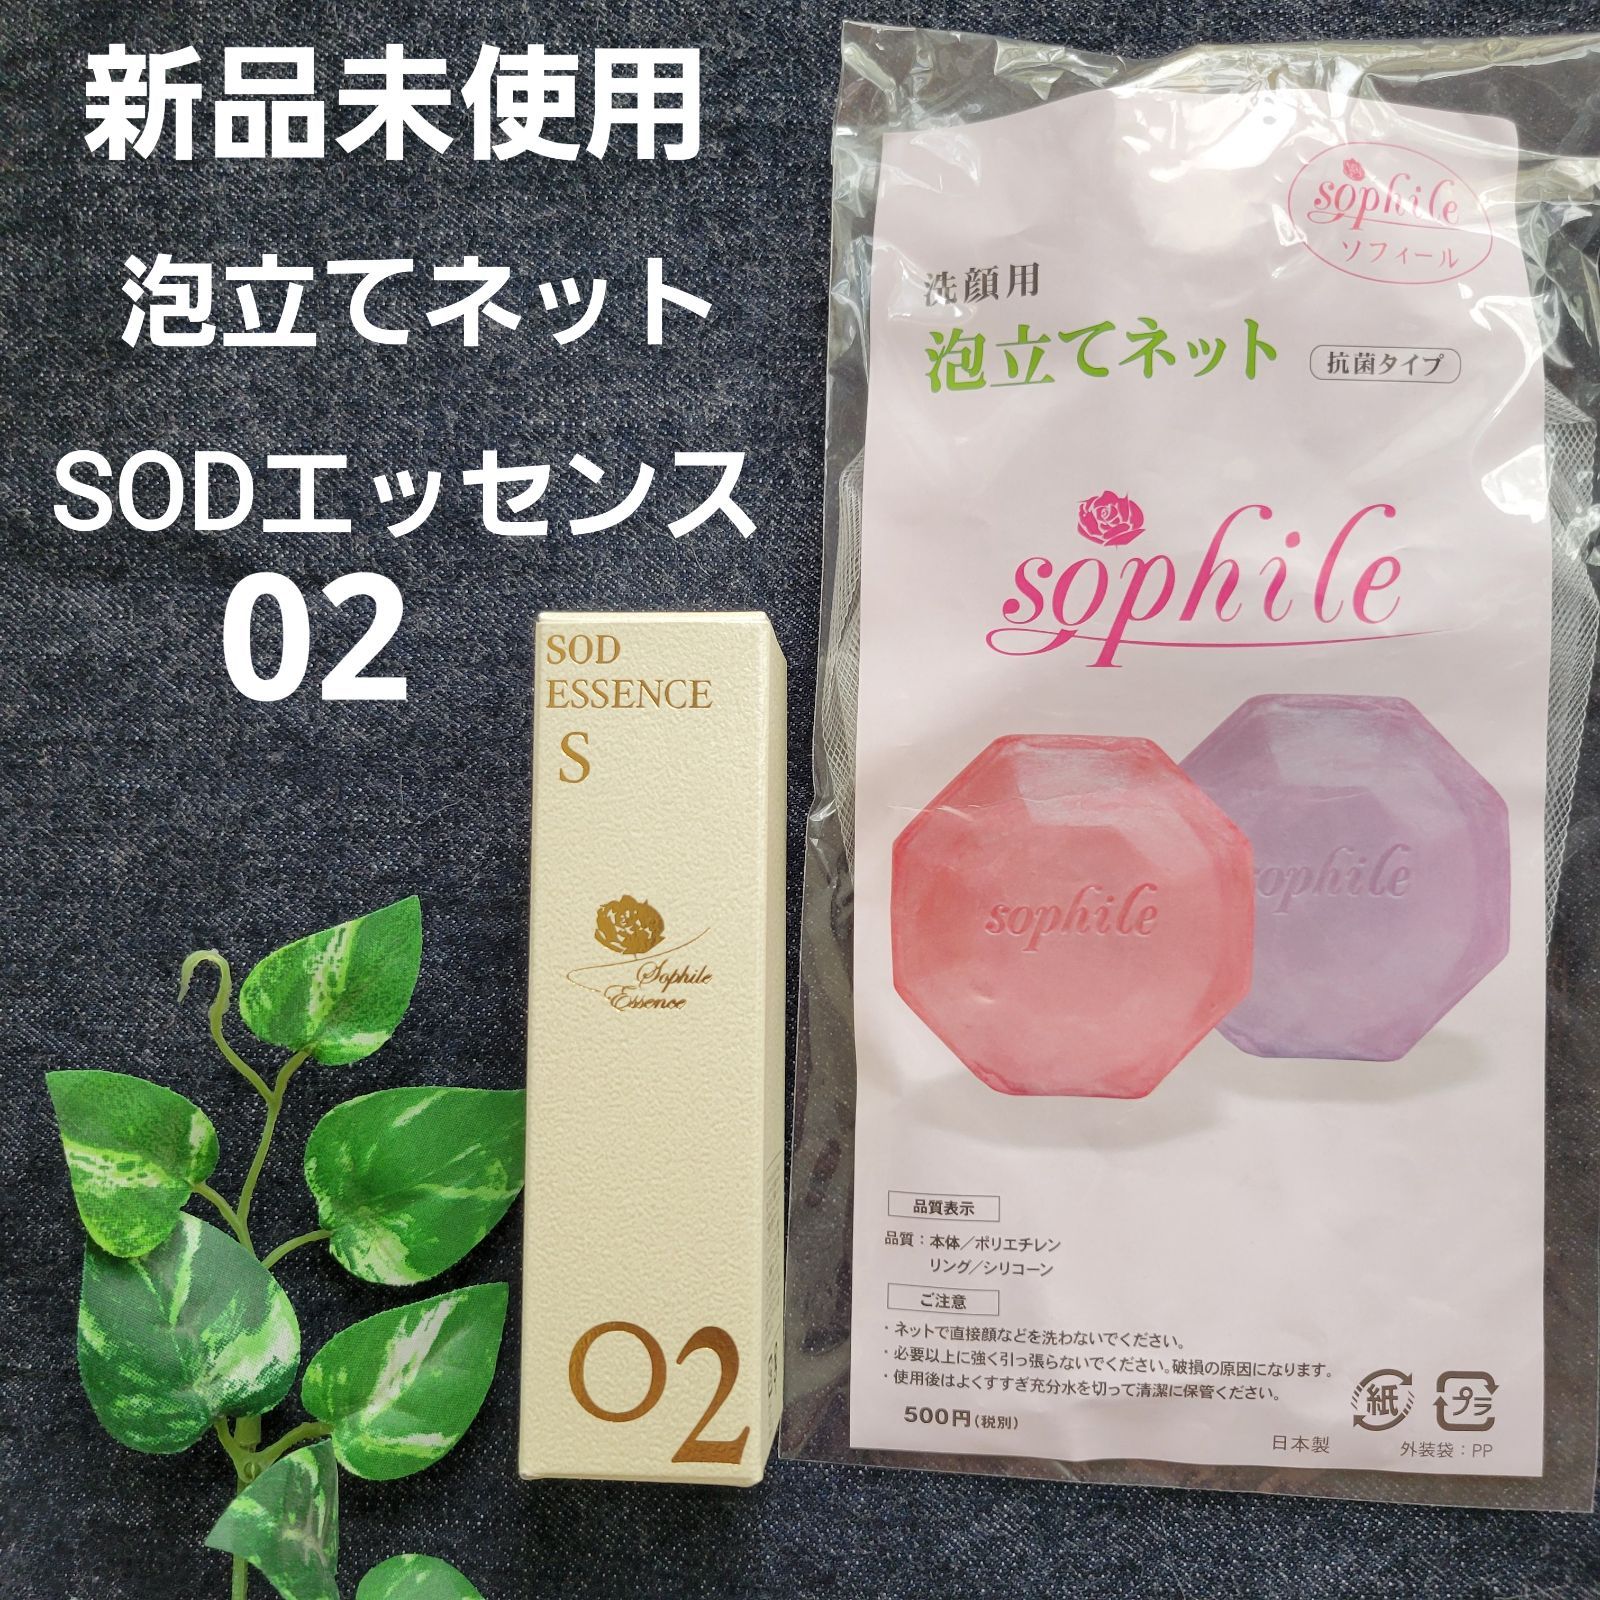 新品未使用
泡立てネット
SODエッセンス
02
SOD
ESSENCE
S
Sophile
Essence
02
sophile
ソフィール
洗顔用
泡立てネット 抗菌タイプ
sophile
sophile
sophile
品質表示
品質:本体/ポリエチレン
リング/シリコーン
ご注意
・ネットで直接顔などを洗わないでください。
・必要以上に強く引っ張らないでください。破損の原因になります。
・使用後はよくすすぎ充分水を切って清潔に保管ください。
500円(税別)
日本製
紙
プラ
外装袋:PP